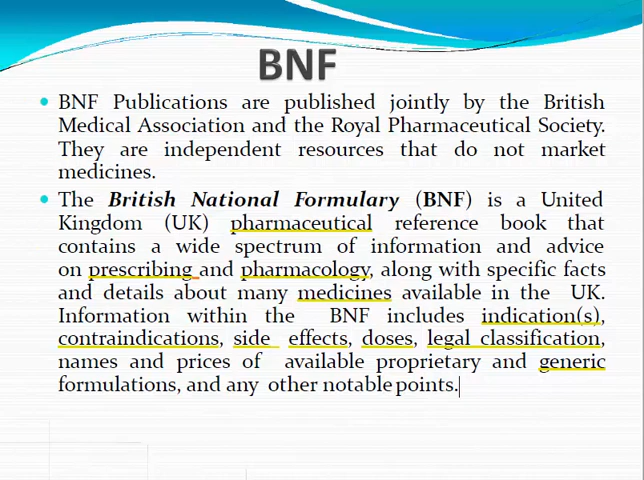 BNF
• BNF Publications are published jointly by the British
Medical Association and the Royal Pharmaceutical Society.
They are independent resources that do not market
medicines.
• The British National Formulary (BNF) is a United
Kingdom (UK) pharmaceutical reference book that
contains a wide spectrum of information and advice
on prescribing and pharmacology, along with specific facts
and details about many medicines available in the UK.
Information within the BNF includes indication(s),
contraindications, side effects, doses, legal classification,
names and prices of available proprietary and generic
formulations, and any other notable points.